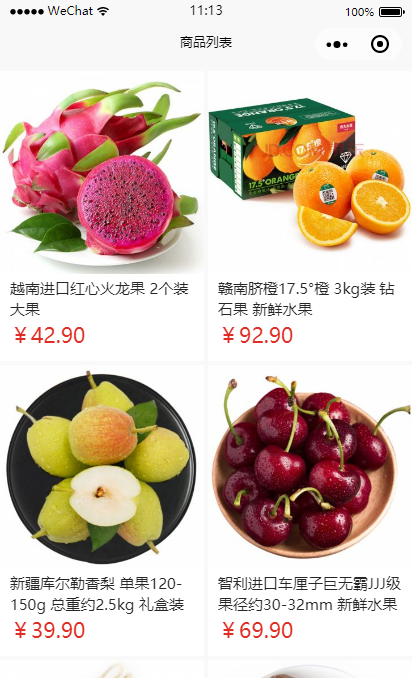 WeChat
11:13
100%
商品列表
17.5°橙
17.5°ORANGE
越南进口红心火龙果 2个装
大果
￥42.90
赣南脐橙17.5°橙 3kg装 钻
石果 新鲜水果
￥92.90
新疆库尔勒香梨 单果120-
150g 总重约2.5kg 礼盒装
￥39.90
智利进口车厘子巨无霸JJJ级
果径约30-32mm 新鲜水果
￥69.90